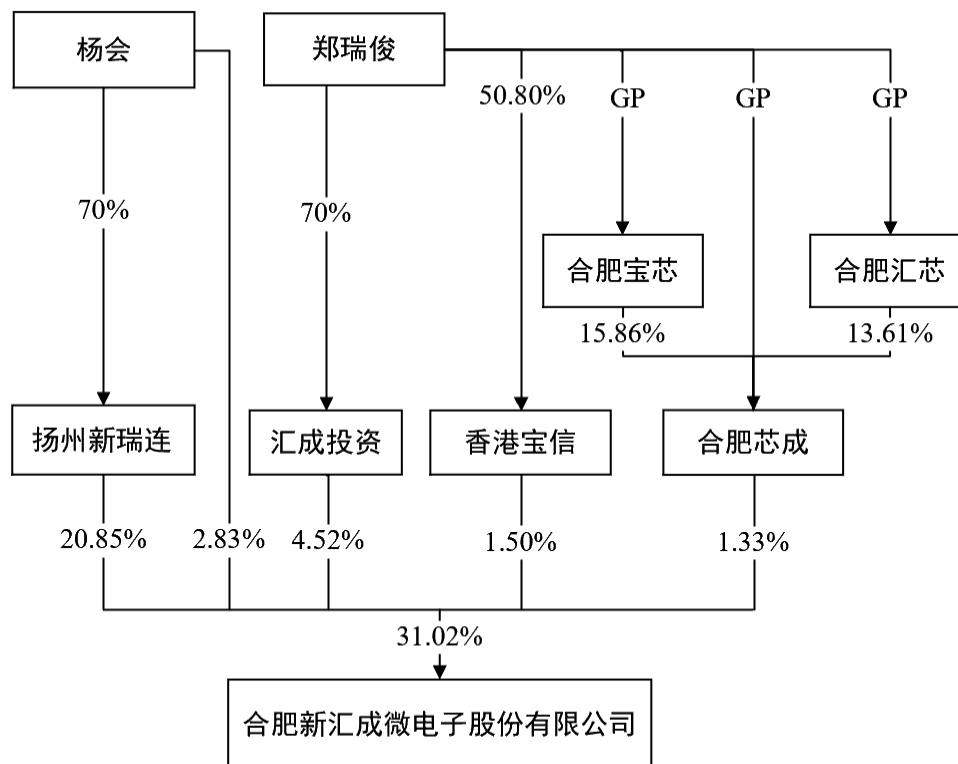 杨会
郑瑞俊
50.80%
GP
GP
GP
70%
70%
合肥宝芯
合肥汇芯
15.86%
13.61%
扬州新瑞连
汇成投资
香港宝信
合肥芯成
20.85%
2.83%
4.52%
1.50%
1.33%
31.02%
合肥新汇成微电子股份有限公司